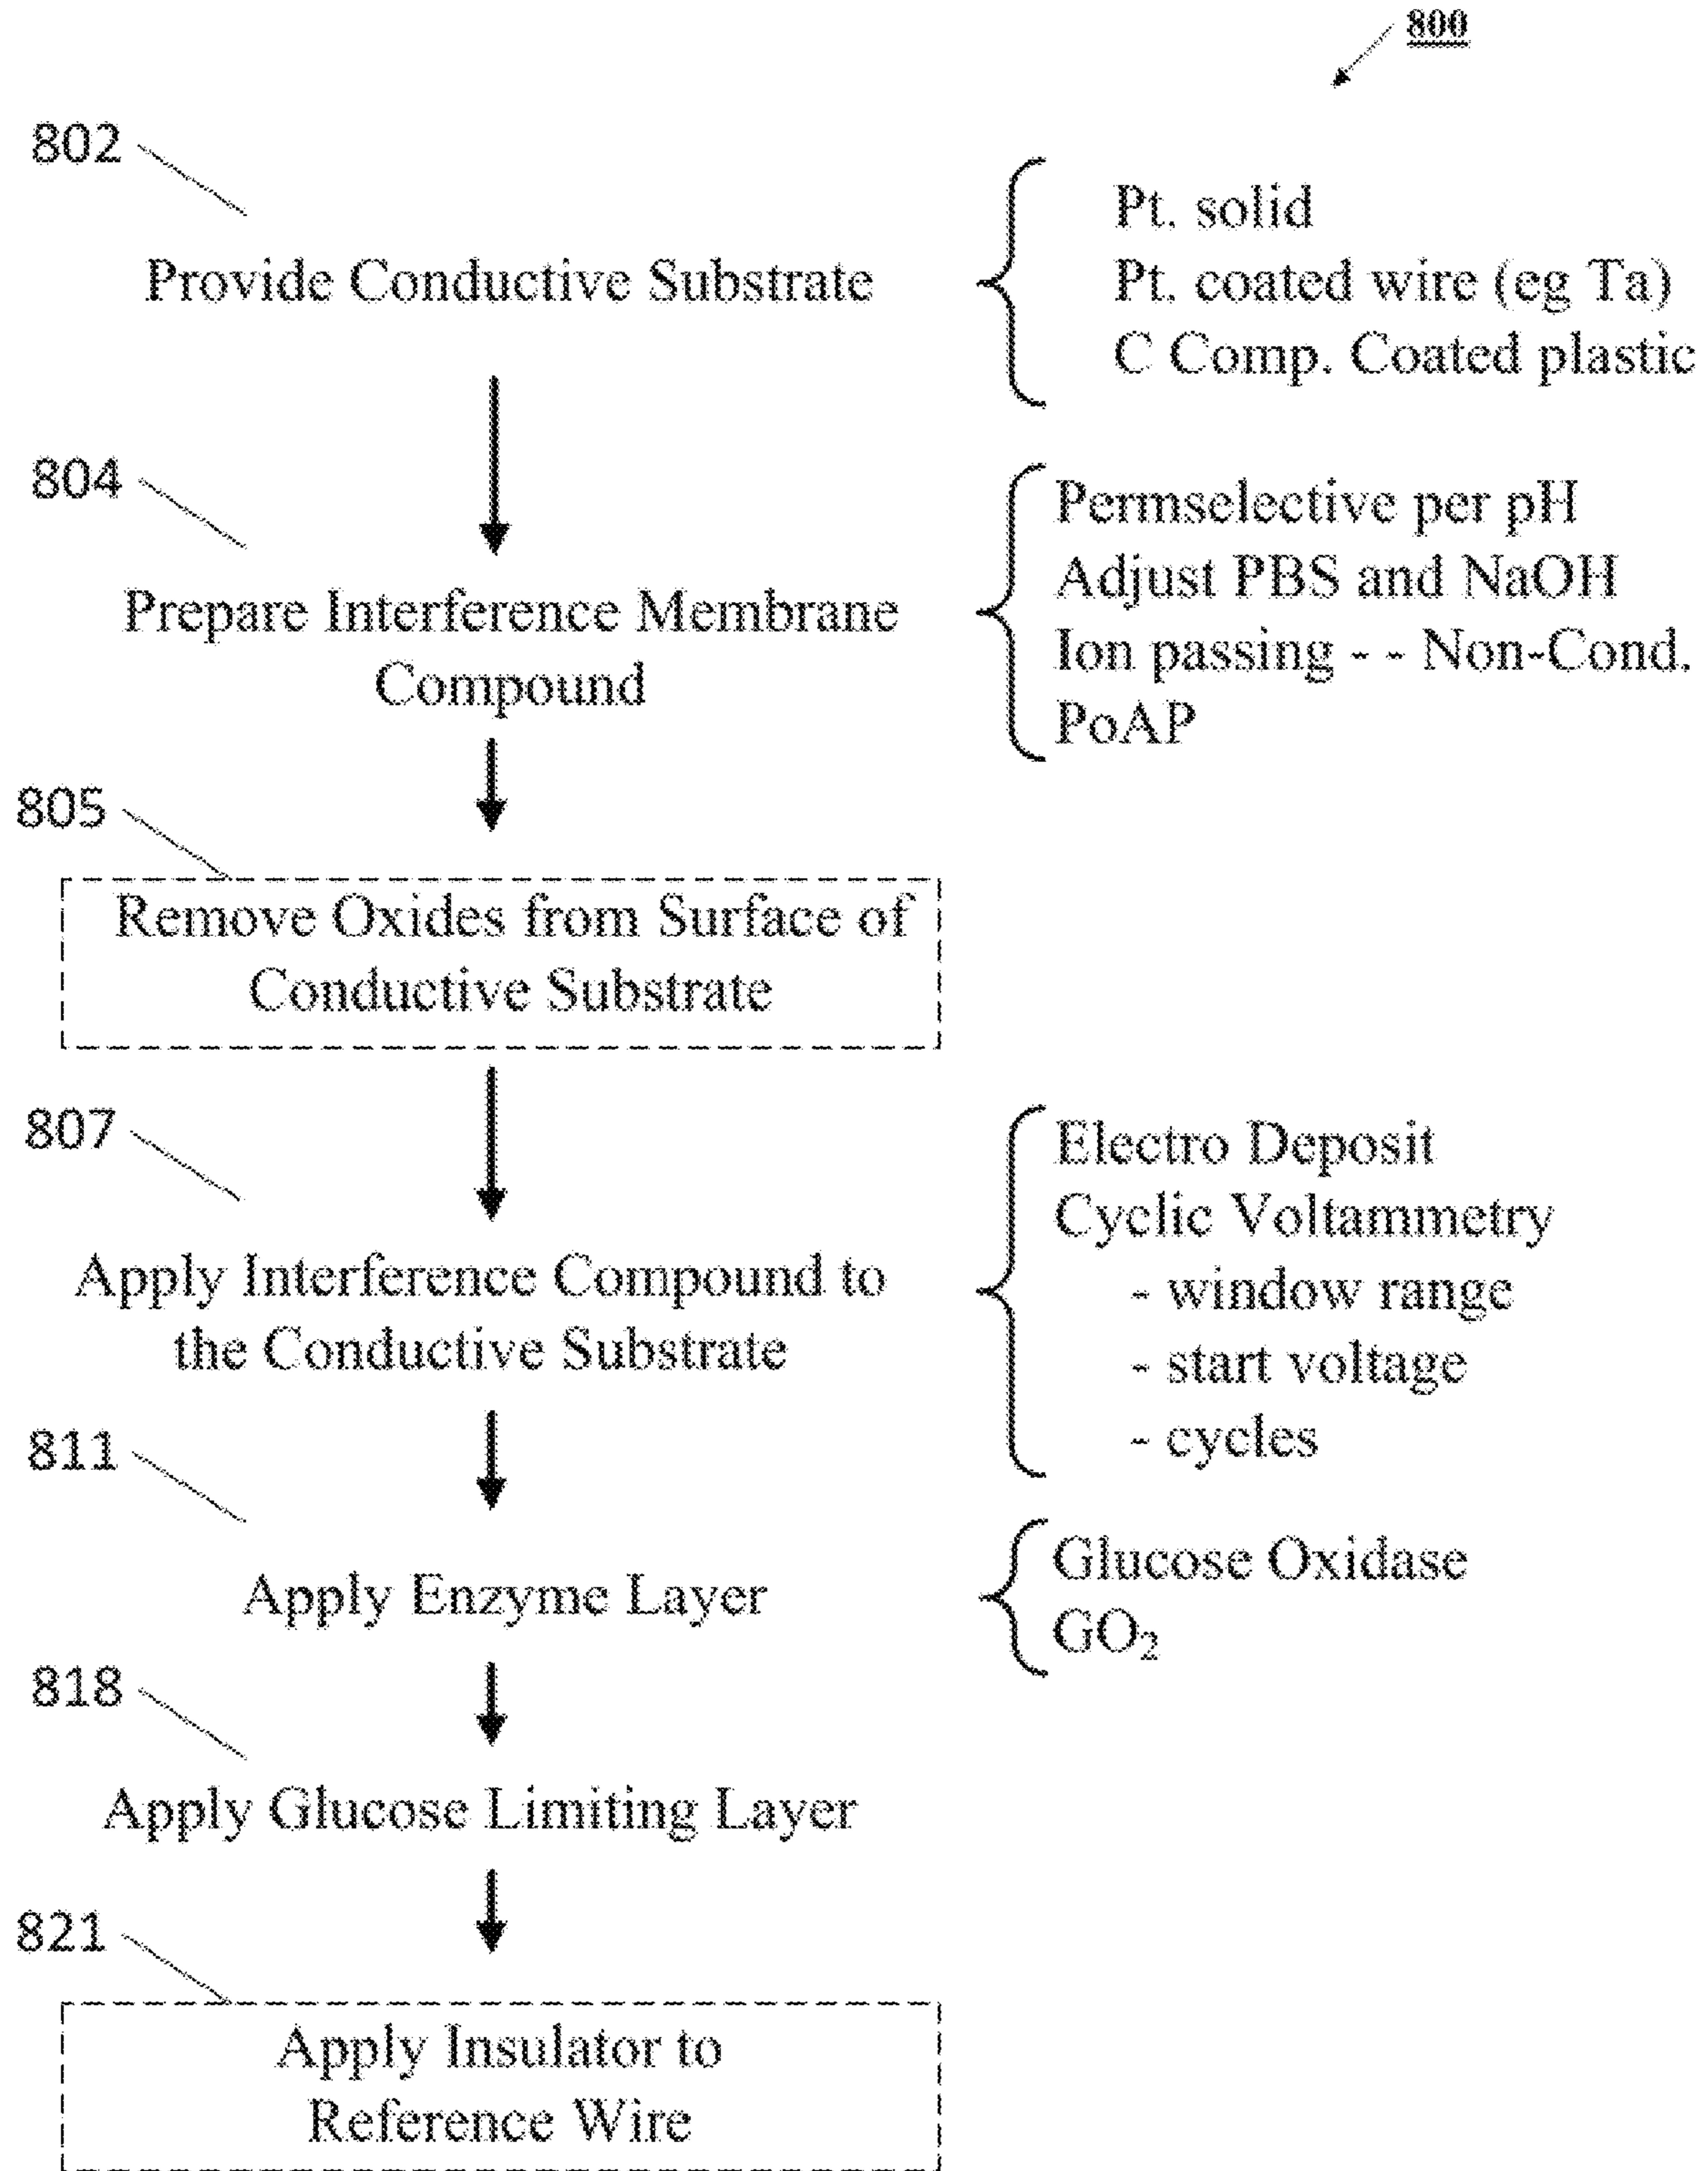 800
802
Provide Conductive Substrate
Pt. solid
Pt. coated wire (eg Ta)
C Comp. Coated plastic
804
Prepare Interference Membrane
Compound
Permselective per pH
Adjust PBS and NaOH
Ion passing - - Non-Cond.
PoAP
805
Remove Oxides from Surface of
Conductive Substrate
807
Apply Interference Compound to
the Conductive Substrate
Electro Deposit
Cyclic Voltammetry
- window range
- start voltage
- cycles
811
Apply Enzyme Layer
Glucose Oxidase
GO₂
818
Apply Glucose Limiting Layer
821
Apply Insulator to
Reference Wire